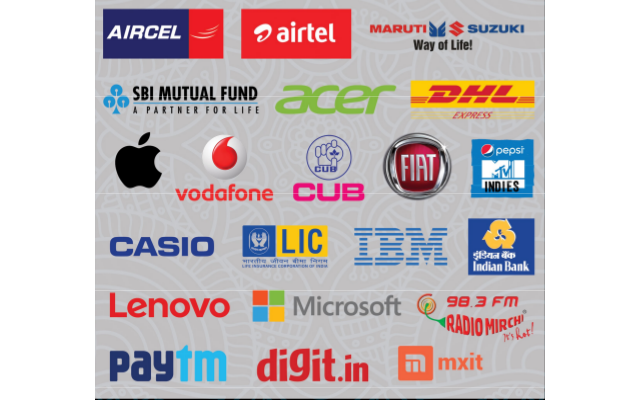 AIRCEL
airtel
MARUTI SUZUKI
Way of Life!
SBI MUTUAL FUND
A PARTNER FOR LIFE
acer
DHL
EXPRESS
vodafone
CUB
CUB
FIAT
pepsi
MTV
INDIES
CASIO
LIC
भारतीय जीवन बीमा निगम
LIFE INSURANCE CORPORATION OF INDIA
IBM
इंडियन बैंक
Indian Bank
Lenovo
Microsoft
98.3 FM
RADIO MIRCHI
It's hot!
paytm
digit.in
mxit